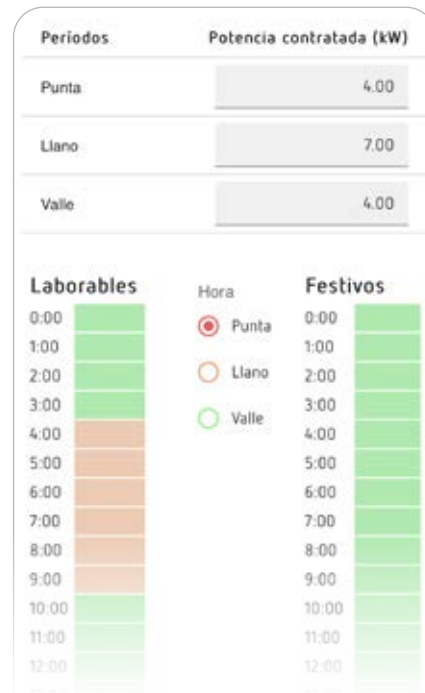 Períodos Potencia contratada (kW)
Punta 4.00
Llano 7.00
Valle 4.00
Laborables Hora Festivos
0:00 Punta 0:00
1:00 1:00
2:00 Llano 2:00
3:00 Valle 3:00
4:00 4:00
5:00 5:00
6:00 6:00
7:00 7:00
8:00 8:00
9:00 9:00
10:00 10:00
11:00 11:00
12:00 12:00